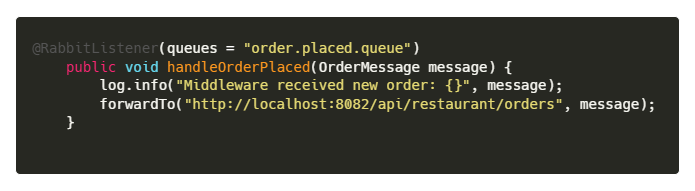 @RabbitListener(queues = "order.placed.queue")
    public void handleOrderPlaced(OrderMessage message) {
        log.info("Middleware received new order: {}", message);
        forwardTo("http://localhost:8082/api/restaurant/orders", message);
    }